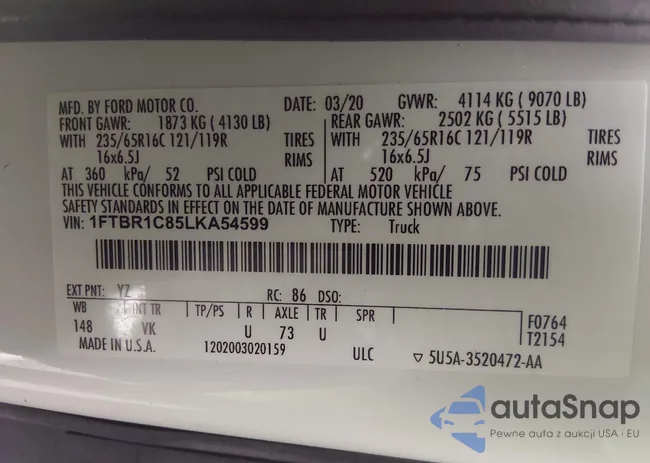 MFD. BY FORD MOTOR CO. DATE: 03/20 GVWR: 4114 KG (9070 LB)
FRONT GAWR: 1873 KG (4130 LB) REAR GAWR: 2502 KG (5515 LB)
WITH 235/65R16C 121/119R TIRES WITH 235/65R16C 121/119R TIRES
16x6.5J RIMS 16x6.5J RIMS
AT 360 kPa/ 52 PSI COLD AT 520 kPa/ 75 PSI COLD
THIS VEHICLE CONFORMS TO ALL APPLICABLE FEDERAL MOTOR VEHICLE
SAFETY STANDARDS IN EFFECT ON THE DATE OF MANUFACTURE SHOWN ABOVE.
VIN: 1FTBR1C85LKA54599 TYPE: Truck
EXT PNT: YZ RC: 86 DSO:
WB INT TR TP/PS R AXLE TR SPR F0764
148 VK U 73 U T2154
MADE IN U.S.A. 1202003020159 ULC ▽ 5U5A-3520472-AA
autaSnap
Pewne auta z aukcji USA i EU